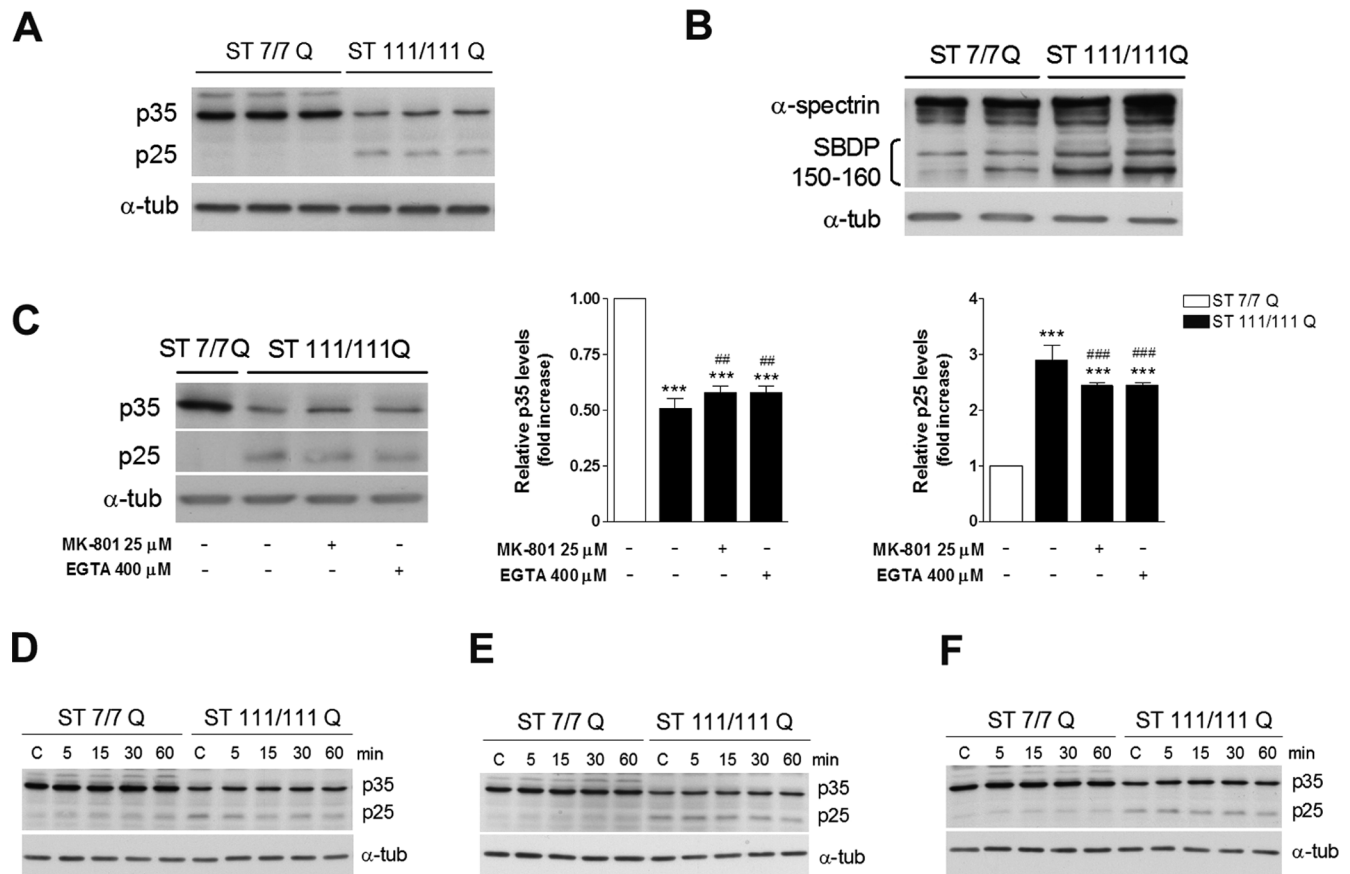 A
ST 7/7 Q ST 111/111 Q
p35
p25
α-tub
B
ST 7/7Q ST 111/111Q
α-spectrin
SBDP
150-160
α-tub
C
ST 7/7Q ST 111/111Q
p35
p25
α-tub
MK-801 25 μM - - + -
EGTA 400 μM - - - +
Relative p35 levels
(fold increase)
1.00
0.75
0.50
0.25
0
*** ## *** ## ***
MK-801 25 μM - - + -
EGTA 400 μM - - - +
Relative p25 levels
(fold increase)
4
3
2
1
0
*** ### *** ### ***
- - + -
MK-801 25 μM
- - - +
EGTA 400 μM
ST 7/7 Q
ST 111/111 Q
D
ST 7/7 Q ST 111/111 Q
C 5 15 30 60 C 5 15 30 60 min
p35
p25
α-tub
E
ST 7/7 Q ST 111/111 Q
C 5 15 30 60 C 5 15 30 60 min
p35
p25
α-tub
F
ST 7/7 Q ST 111/111 Q
C 5 15 30 60 C 5 15 30 60 min
p35
p25
α-tub